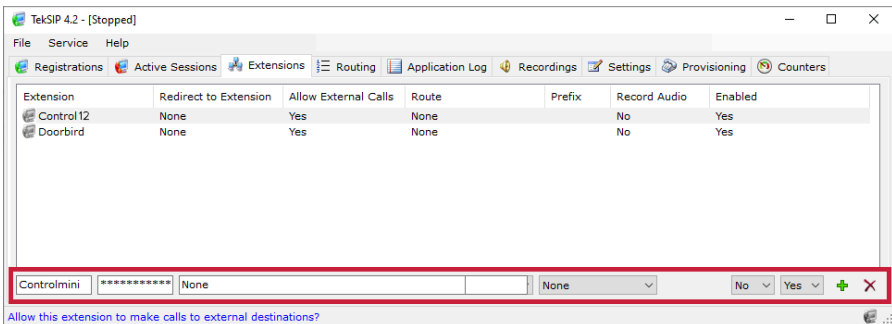 TekSIP 4.2 - [Stopped]
File Service Help
Registrations Active Sessions Extensions Routing Application Log Recordings Settings Provisioning Counters
Extension Redirect to Extension Allow External Calls Route Prefix Record Audio Enabled
Control12 None Yes None No Yes
Doorbird None Yes None No Yes
Controlmini *********** None None No Yes
Allow this extension to make calls to external destinations?